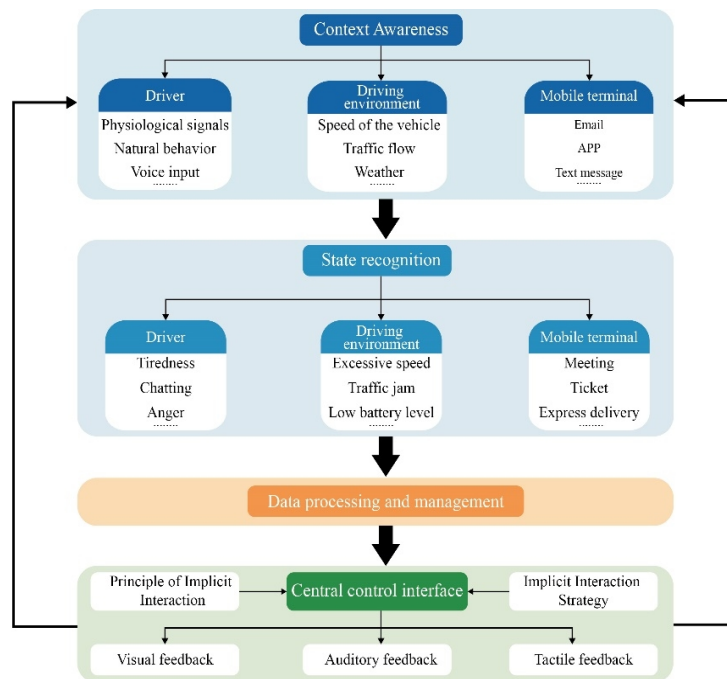 Context Awareness
Driver
Physiological signals
Natural behavior
Voice input
........
Driving
environment
Speed of the vehicle
Traffic flow
Weather
........
Mobile terminal
Email
APP
Text message
........
State recognition
Driver
Tiredness
Chatting
Anger
........
Driving
environment
Excessive speed
Traffic jam
Low battery level
........
Mobile terminal
Meeting
Ticket
Express delivery
........
Data processing and management
Principle of Implicit
Interaction
Central control interface
Implicit Interaction
Strategy
Visual feedback
Auditory feedback
Tactile feedback